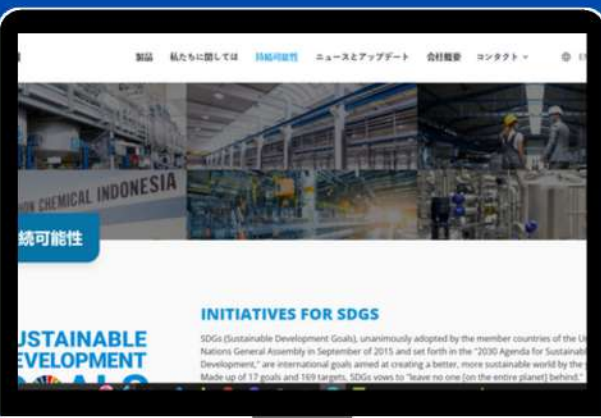 製品 私たちに関しては 持続可能性 ニュースとアップデート 会社概要 コンタクト
CHEMICAL INDONESIA
続可能性
INITIATIVES FOR SDGS
USTAINABLE
EVELOPMENT
SDGs (Sustainable Development Goals), unanimously adopted by the member countries of the
Nations General Assembly in September of 2015 and set forth in the "2030 Agenda for Sustainabl
Development," are international goals aimed at creating a better, more sustainable world by the
Made up of 17 goals and 169 targets, SDGs vows to "leave no one [on the entire planet] behind."